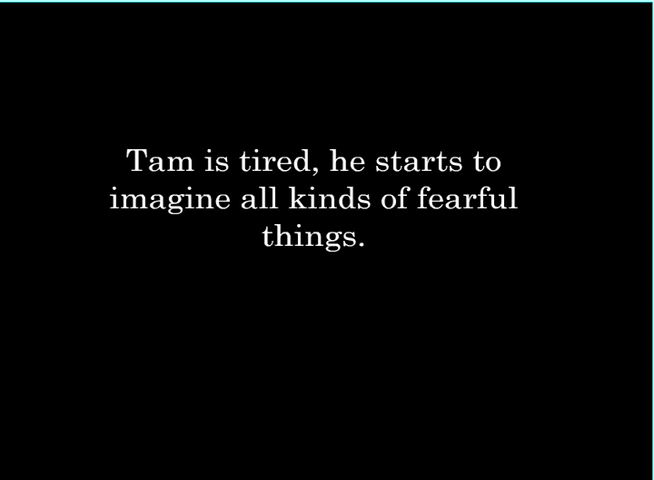 Tam is tired, he starts to
imagine all kinds of fearful
things.